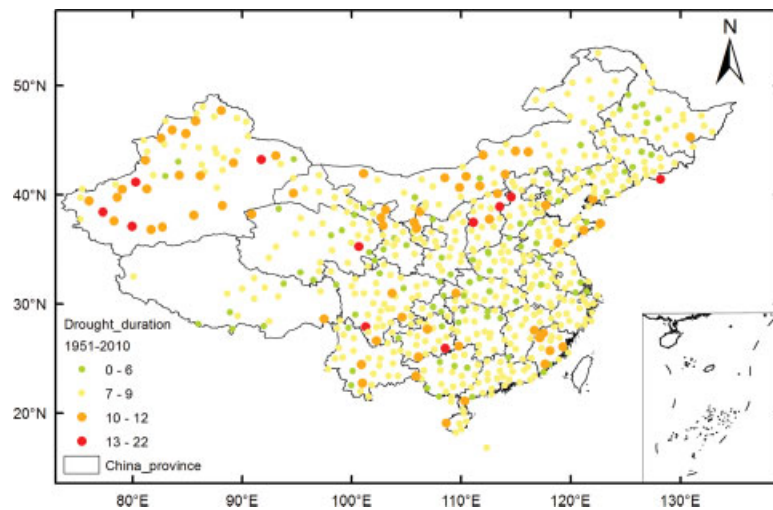 N
50°N
40°N
30°N
20°N
Drought_duration
1951-2010
0 - 6
7 - 9
10 - 12
13 - 22
China_province
80°E
90°E
100°E
110°E
120°E
130°E